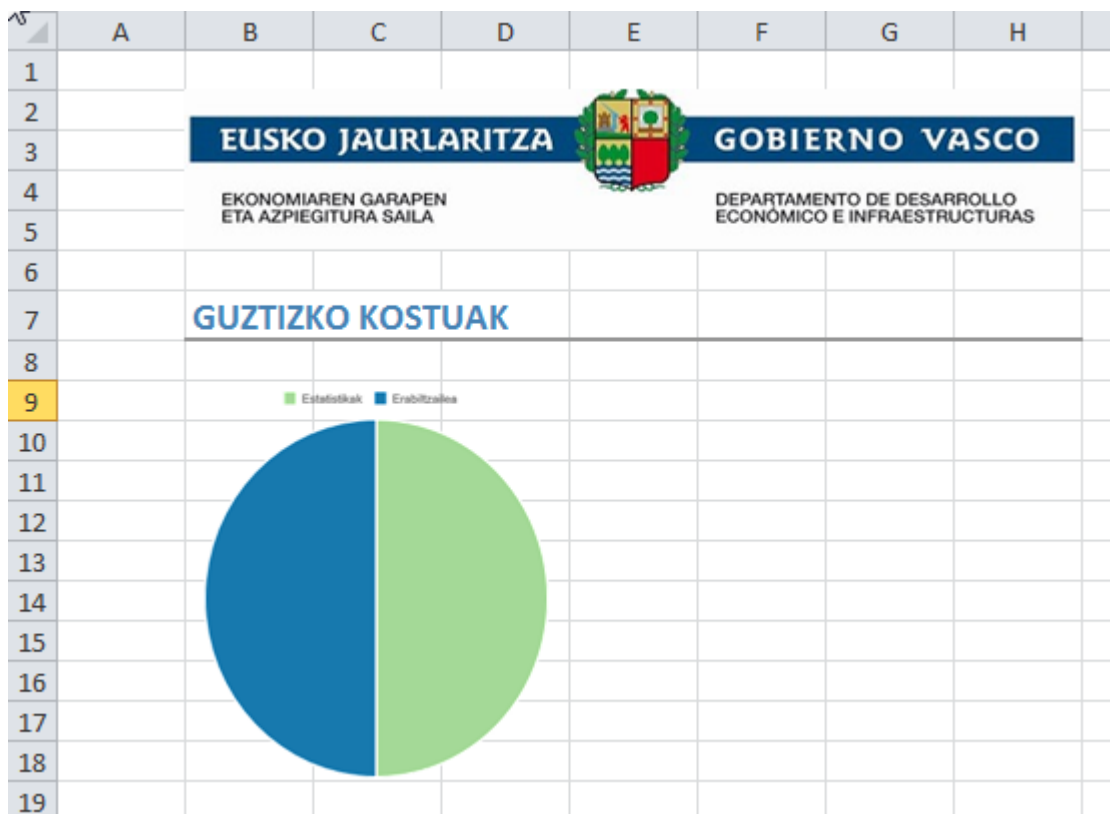 A B C D E F G H
1
2
EUSKO JAURLARITZA GOBIERNO VASCO
3
4
EKONOMIAREN GARAPEN DEPARTAMENTO DE DESARROLLO
ETA AZPIEGITURA SAILA ECONÓMICO E INFRAESTRUCTURAS
5
6
7 GUZTIZKO KOSTUAK
8
9 Estatistikak Erabiltzailea
10
11
12
13
14
15
16
17
18
19